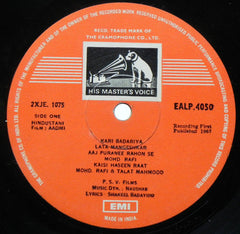 REGD. TRADE MARK OF
THE GRAMOPHONE CO., LTD.
HIS MASTER'S VOICE
2XJE. 1075
EALP.4050
SIDE ONE
HINDUSTANI
Film: AADMI
Recording First
Published 1967
KARI BADARIYA
LATA MANGESHKAR
AAJ PURANEE RAHON SE
MOHD RAFI
KAISI HASEEN RAAT
MOHD. RAFI & TALAT MAHMOOD
P. S. V. FILMS
Music Dtn.: NAUSHAD
Lyrics SHAKEEL BADAYUNI
EMI
MADE IN INDIA